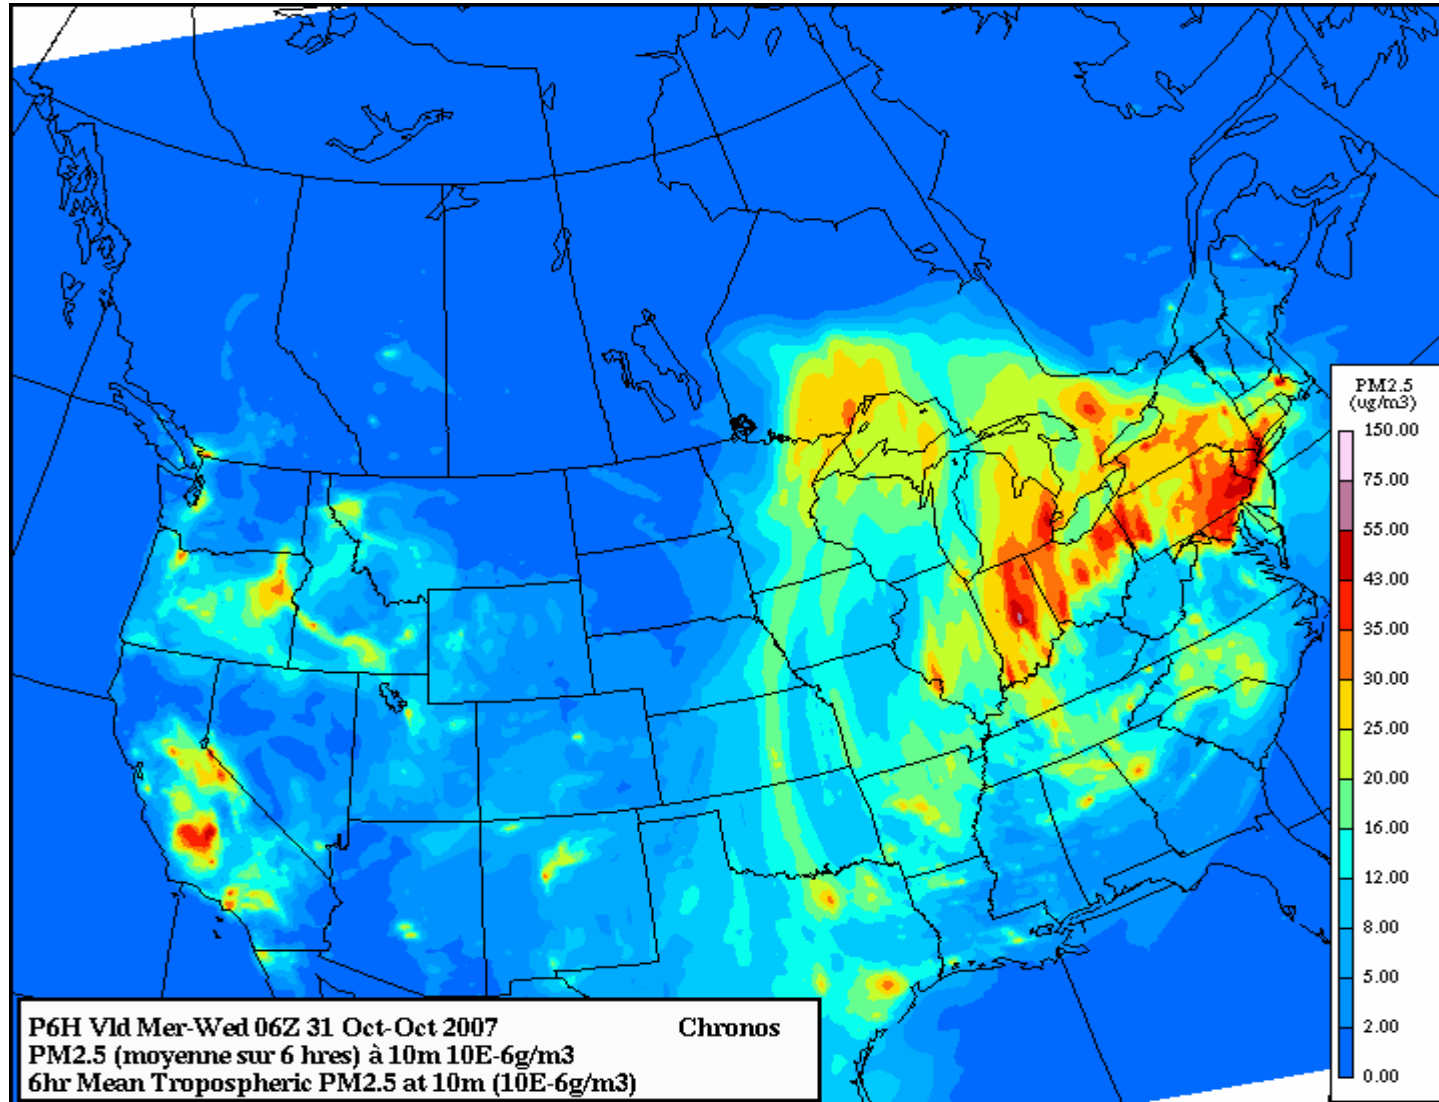 PM2.5
(ug/m3)
150.00
75.00
55.00
43.00
35.00
30.00
25.00
20.00
16.00
12.00
8.00
5.00
2.00
0.00
P6H Vld Mer-Wed 06Z 31 Oct-Oct 2007 Chronos
PM2.5 (moyenne sur 6 hres) à 10m 10E-6g/m3
6hr Mean Tropospheric PM2.5 at 10m (10E-6g/m3)